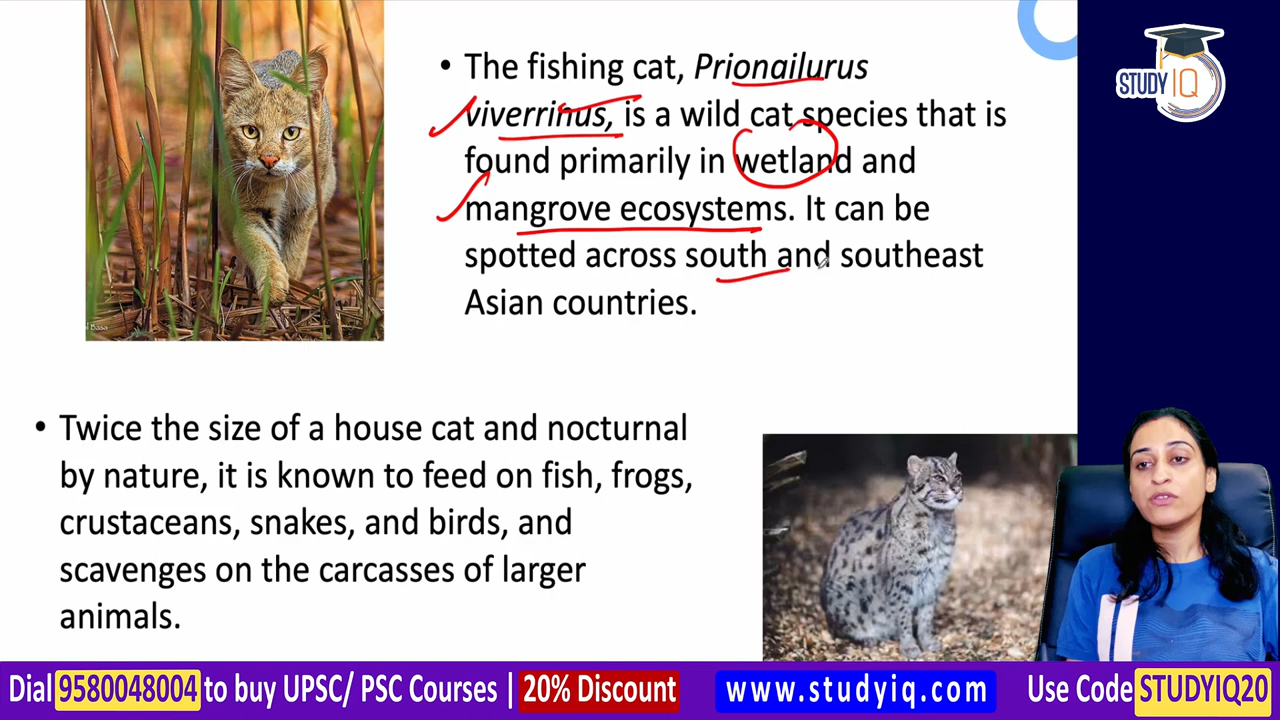 • The fishing cat, Prionailurus
viverrinus, is a wild cat species that is
found primarily in wetland and
mangrove ecosystems. It can be
spotted across south and southeast
Asian countries.
STUDY IQ
• Twice the size of a house cat and nocturnal
by nature, it is known to feed on fish, frogs,
crustaceans, snakes, and birds, and
scavenges on the carcasses of larger
animals.
Dial 9580048004 to buy UPSC/ PSC Courses | 20% Discount www.studyiq.com Use Code STUDYIQ20